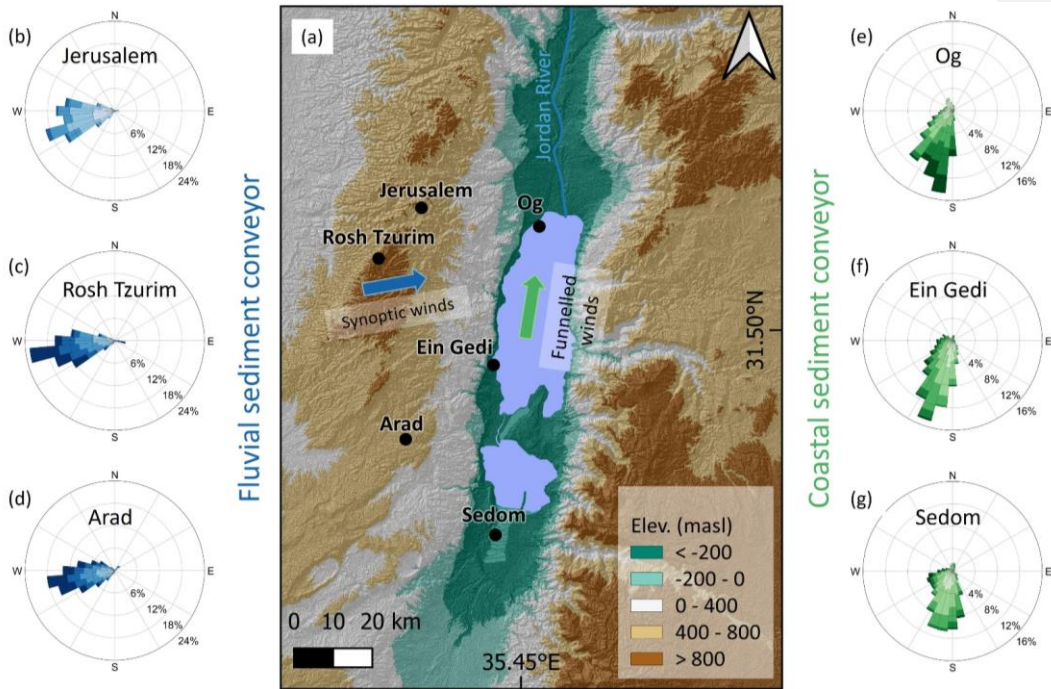 (b)
Jerusalem
N
W
E
S
6%
12%
18%
24%
(c)
Rosh Tzurim
N
W
E
S
6%
12%
18%
24%
(d)
Arad
N
W
E
S
6%
12%
18%
24%
Fluvial sediment conveyor
(a)
Jordan River
Jerusalem
Og
Rosh Tzurim
Synoptic winds
Funnelled
winds
Ein Gedi
Arad
Sedom
31.50°N
0 10 20 km
35.45°E
Elev. (masl)
< -200
-200 - 0
0 - 400
400 - 800
> 800
Coastal sediment conveyor
(e)
Og
N
W
E
S
4%
8%
12%
16%
(f)
Ein Gedi
N
W
E
S
4%
8%
12%
16%
(g)
Sedom
N
W
E
S
4%
8%
12%
16%